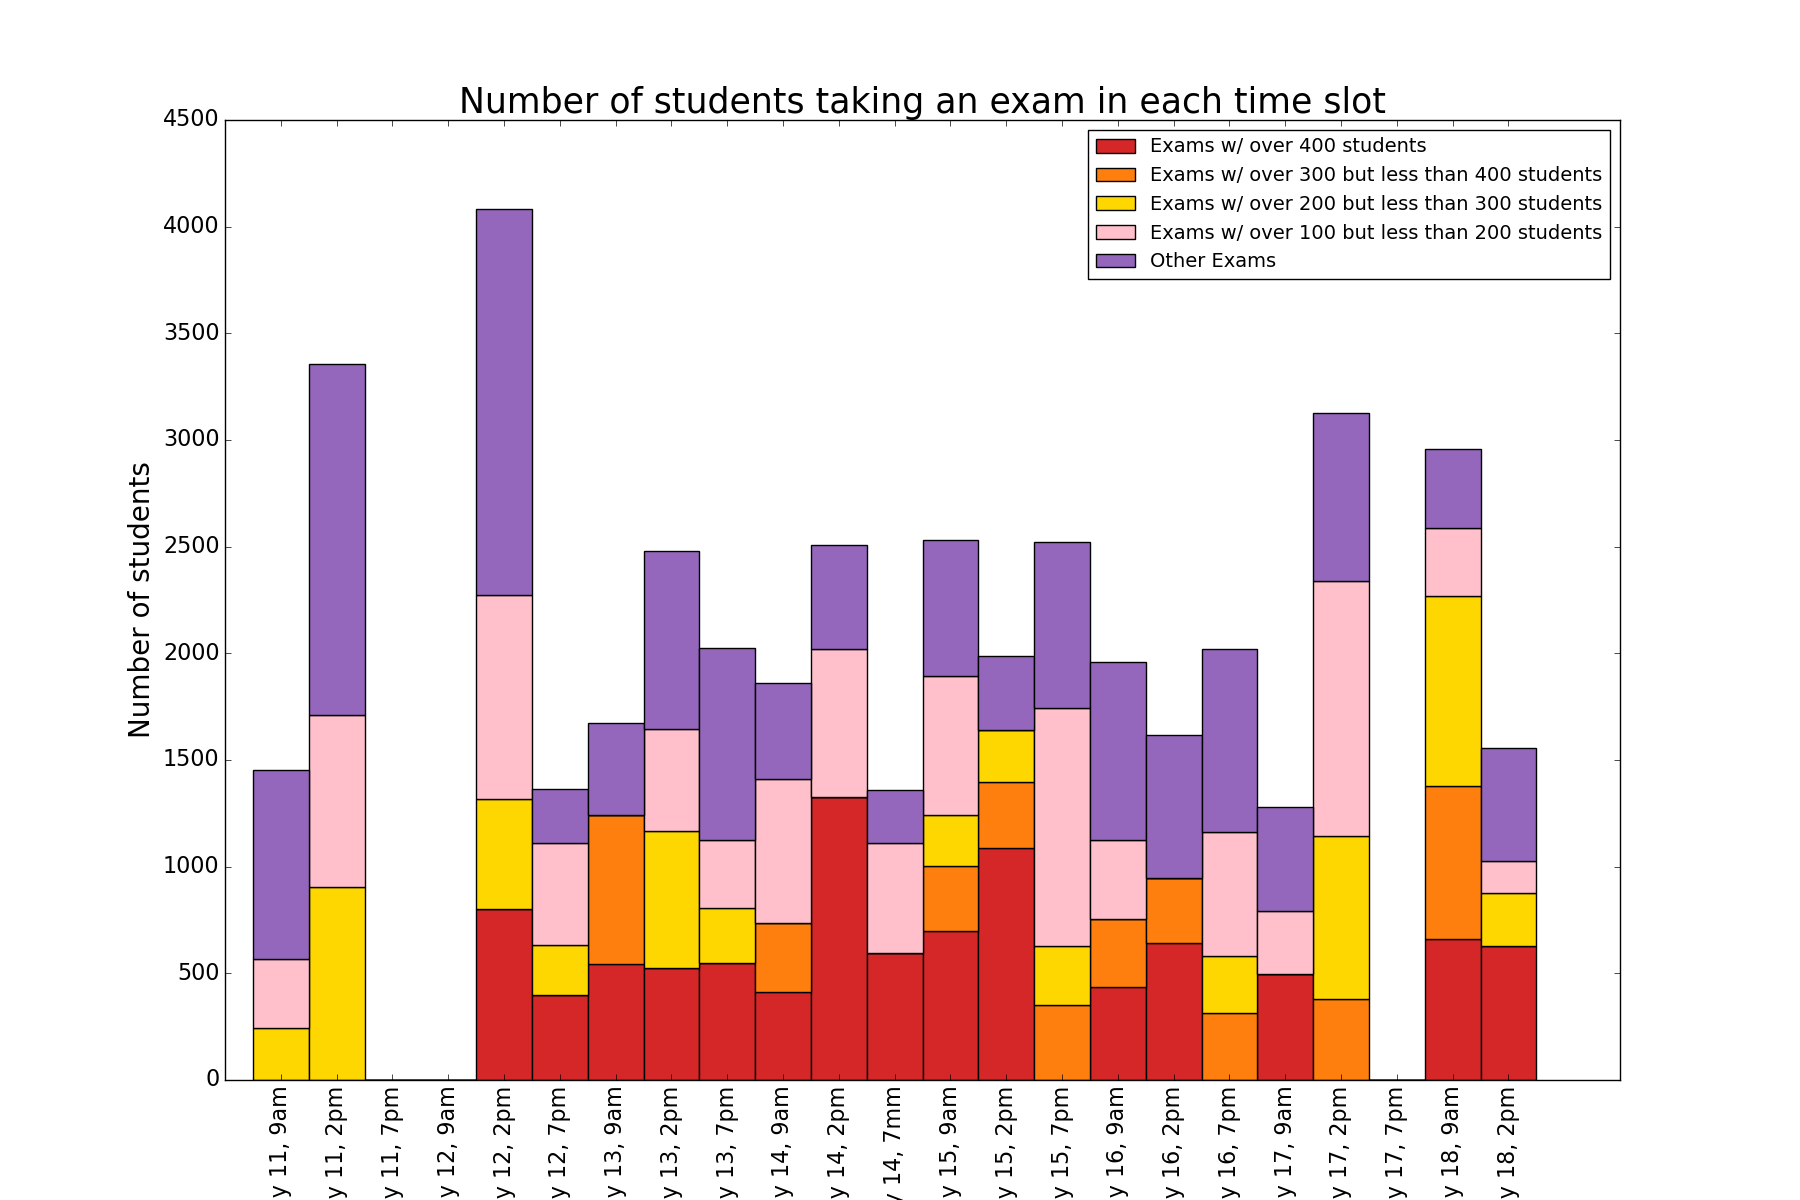 Number of students taking an exam in each time slot
4500
4000
3500
3000
2500
2000
1500
1000
500
0
Number of students
Exams w/ over 400 students
Exams w/ over 300 but less than 400 students
Exams w/ over 200 but less than 300 students
Exams w/ over 100 but less than 200 students
Other Exams
y 11, 9am
y 11, 2pm
y 11, 7pm
y 12, 9am
y 12, 2pm
y 12, 7pm
y 13, 9am
y 13, 2pm
y 13, 7pm
y 14, 9am
y 14, 2pm
y 14, 7mm
y 15, 9am
y 15, 2pm
y 15, 7pm
y 16, 9am
y 16, 2pm
y 16, 7pm
y 17, 9am
y 17, 2pm
y 17, 7pm
y 18, 9am
y 18, 2pm